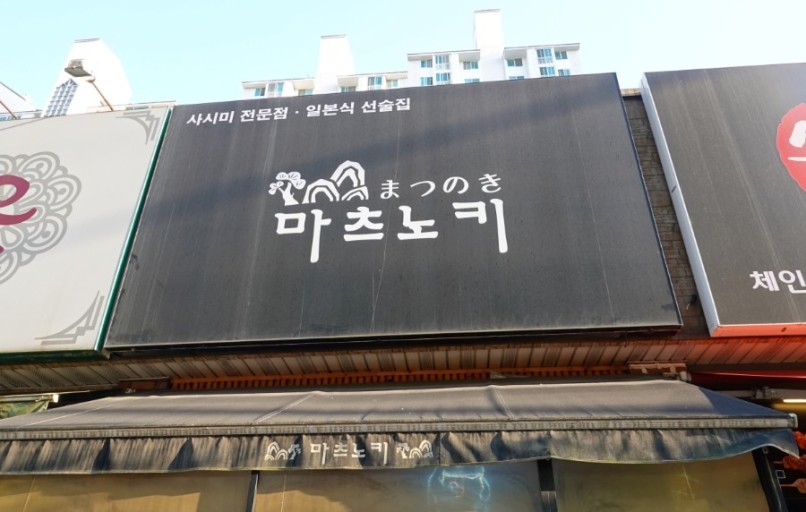 사시미 전문점 · 일본식 선술집
まつのき
마츠노키
체인
마츠노키